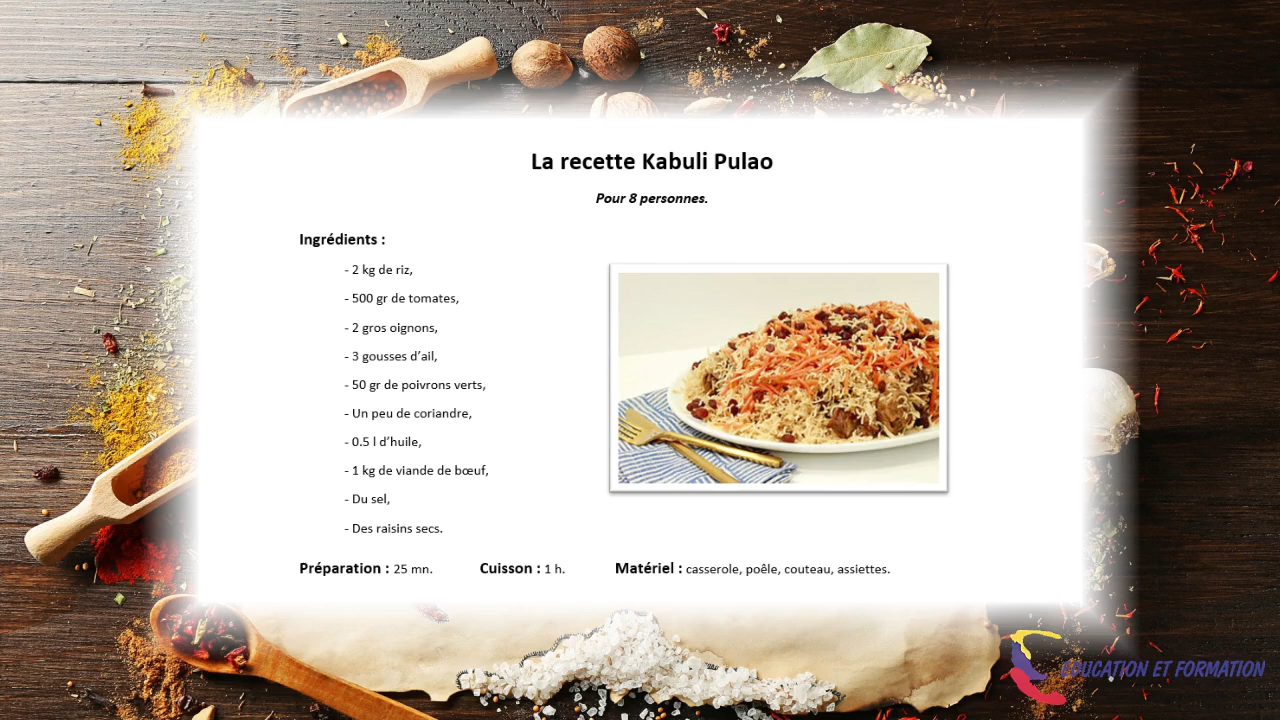 La recette Kabuli Pulao
Pour 8 personnes.
Ingrédients :
- 2 kg de riz,
- 500 gr de tomates,
- 2 gros oignons,
- 3 gousses d’ail,
- 50 gr de poivrons verts,
- Un peu de coriandre,
- 0.5 l d’huile,
- 1 kg de viande de bœuf,
- Du sel,
- Des raisins secs.
Préparation : 25 mn. Cuisson : 1 h. Matériel : casserole, poêle, couteau, assiettes.
EDUCATION ET FORMATION